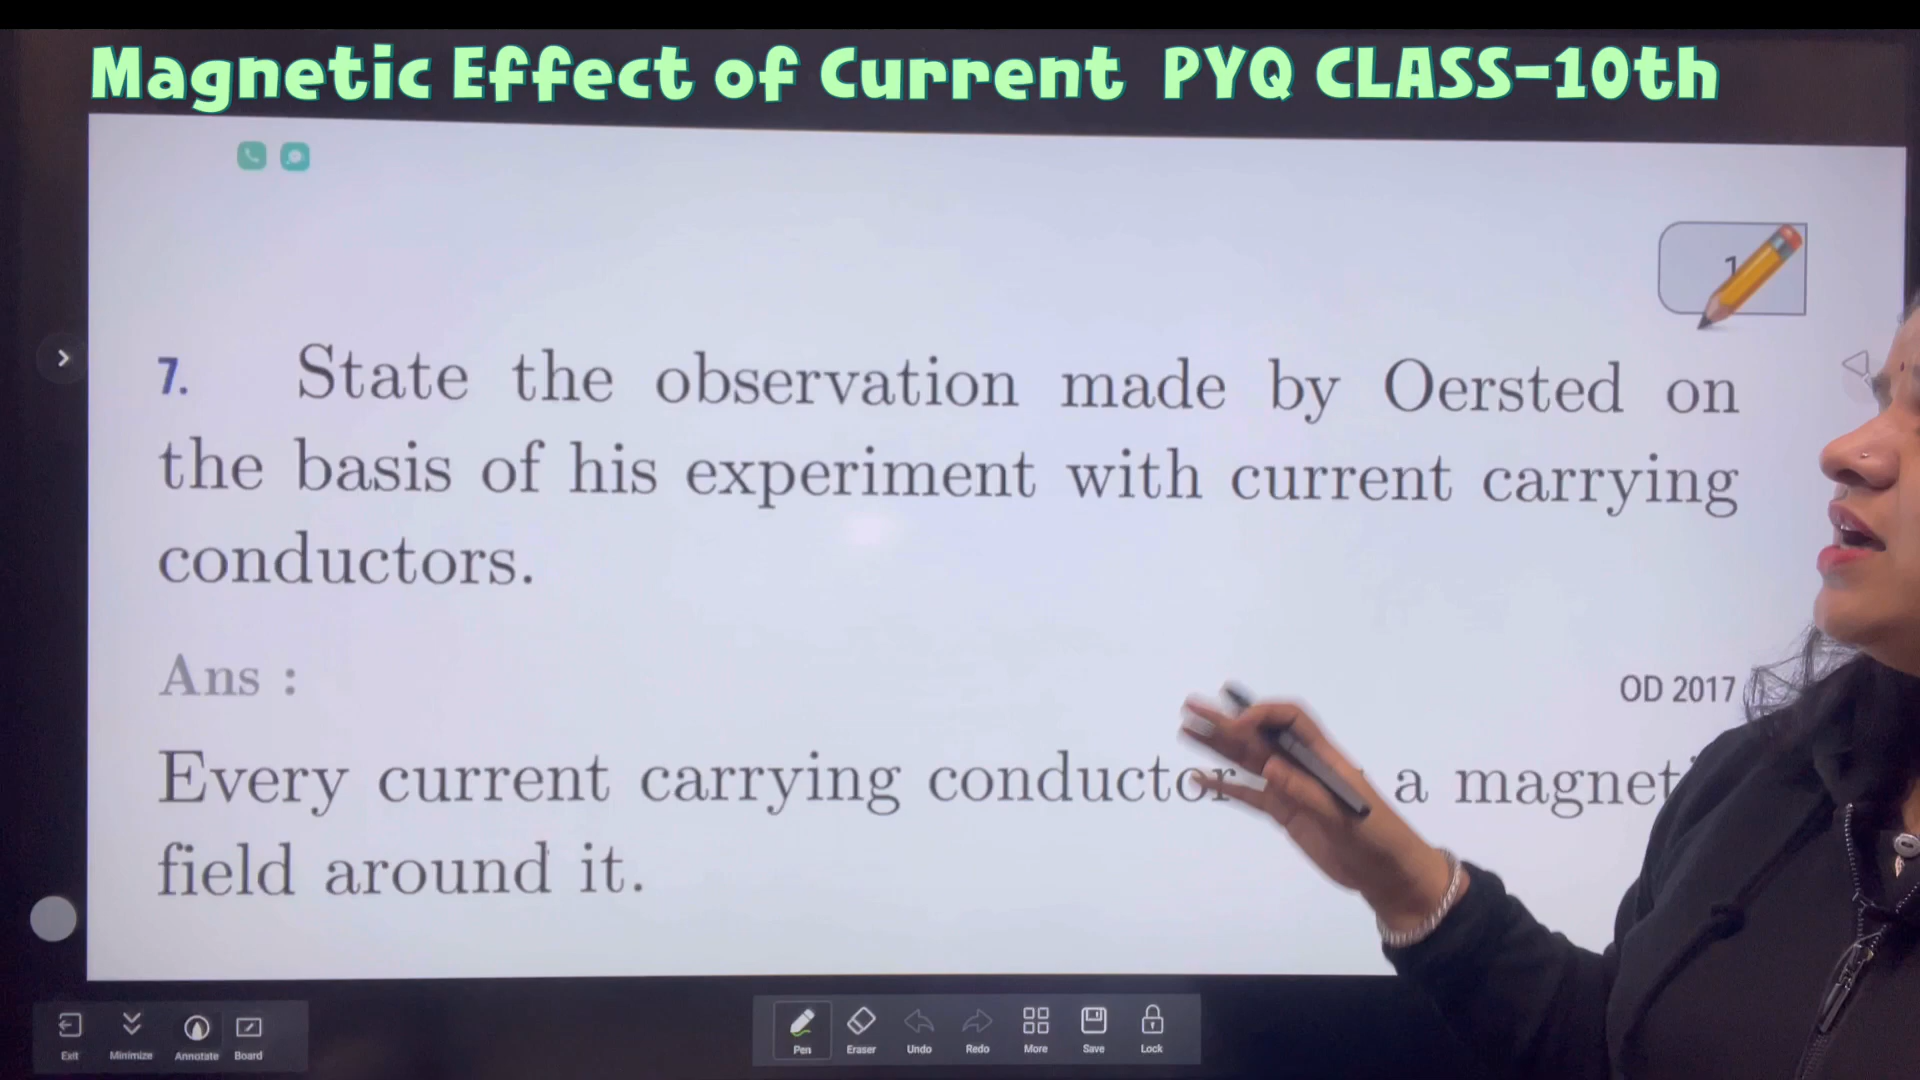 Magnetic Effect of Current PYQ CLASS-10th
1
7. State the observation made by Oersted on
the basis of his experiment with current carrying
conductors.
Ans :
OD 2017
Every current carrying conductor a
field around it.
Exit Minimize Annotate Board
Pen Eraser Undo Redo More Save Lock